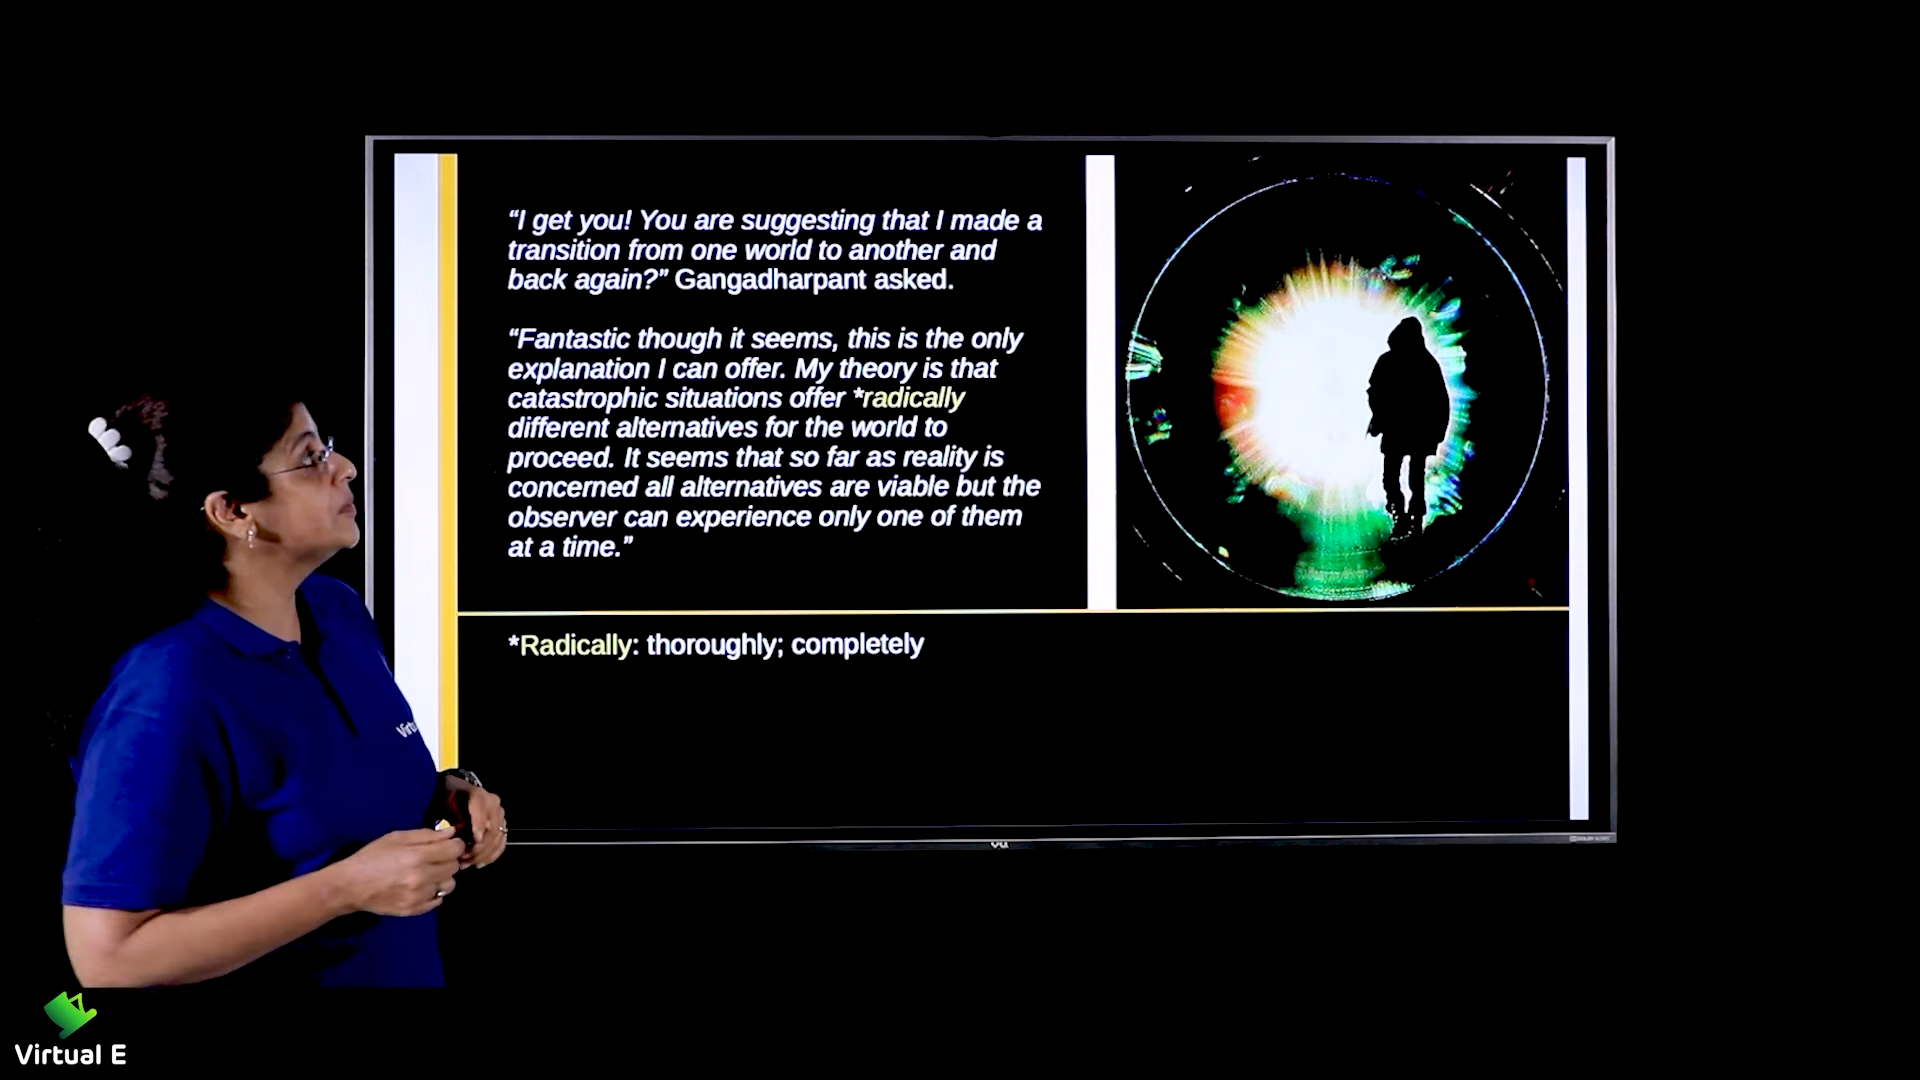 “I get you! You are suggesting that I made a
transition from one world to another and
back again?” Gangadharpant asked.
“Fantastic though it seems, this is the only
explanation I can offer. My theory is that
catastrophic situations offer *radically
different alternatives for the world to
proceed. It seems that so far as reality is
concerned all alternatives are viable but the
observer can experience only one of them
at a time.”
*Radically: thoroughly; completely
Virtual E